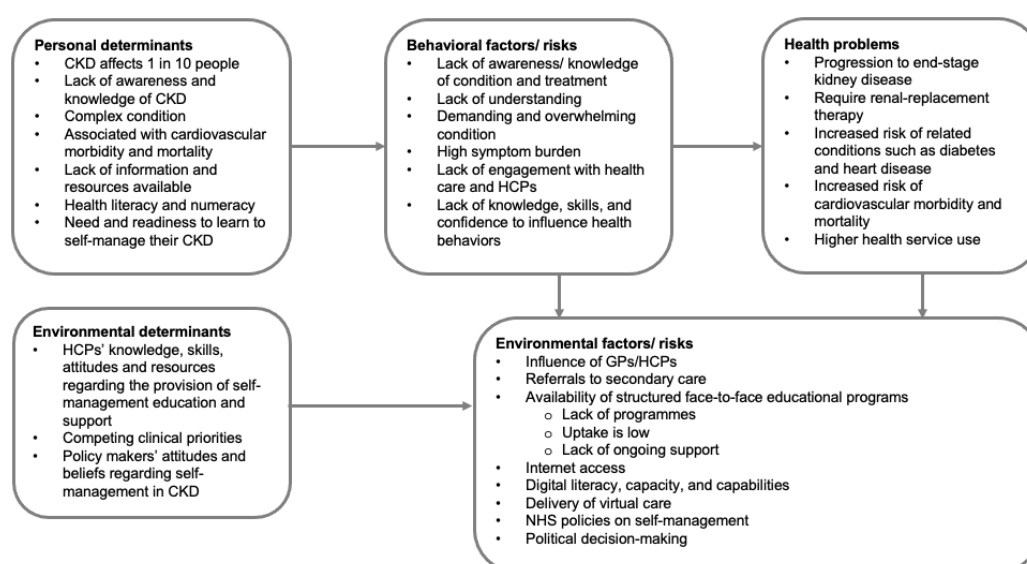 Personal determinants
• CKD affects 1 in 10 people
• Lack of awareness and
knowledge of CKD
• Complex condition
• Associated with cardiovascular
morbidity and mortality
• Lack of information and
resources available
• Health literacy and numeracy
• Need and readiness to learn to
self-manage their CKD
Behavioral factors/ risks
• Lack of awareness/ knowledge
of condition and treatment
• Lack of understanding
• Demanding and overwhelming
condition
• High symptom burden
• Lack of engagement with health
care and HCPs
• Lack of knowledge, skills, and
confidence to influence health
behaviors
Health problems
• Progression to end-stage
kidney disease
• Require renal-replacement
therapy
• Increased risk of related
conditions such as diabetes
and heart disease
• Increased risk of
cardiovascular morbidity and
mortality
• Higher health service use
Environmental determinants
• HCPs' knowledge, skills,
attitudes and resources
regarding the provision of self-
management education and
support
• Competing clinical priorities
• Policy makers' attitudes and
beliefs regarding self-
management in CKD
Environmental factors/ risks
• Influence of GPs/HCPs
• Referrals to secondary care
• Availability of structured face-to-face educational programs
o Lack of programmes
o Uptake is low
o Lack of ongoing support
• Internet access
• Digital literacy, capacity, and capabilities
• Delivery of virtual care
• NHS policies on self-management
• Political decision-making